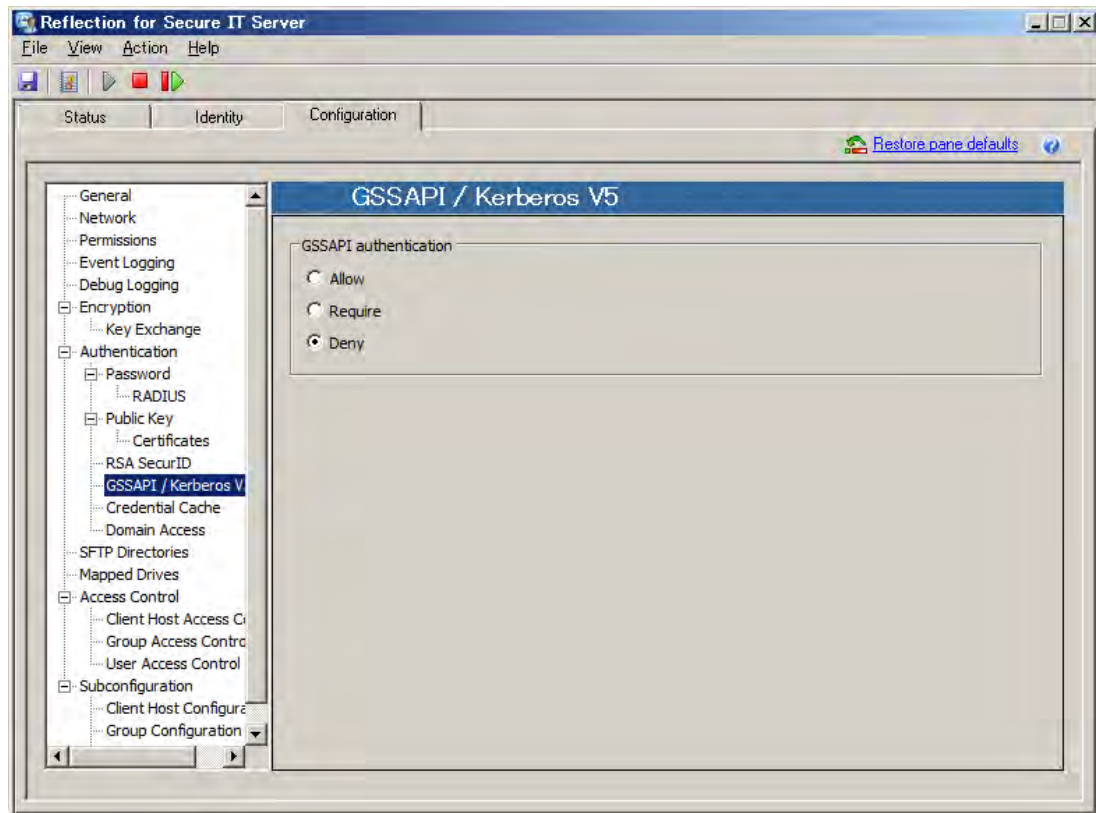 Reflection for Secure IT Server
File View Action Help
Status Identity Configuration
Restore pane defaults
General
Network
Permissions
Event Logging
Debug Logging
Encryption
Key Exchange
Authentication
Password
RADIUS
Public Key
Certificates
RSA SecurID
GSSAPI / Kerberos V
Credential Cache
Domain Access
SFTP Directories
Mapped Drives
Access Control
Client Host Access C
Group Access Contro
User Access Control
Subconfiguration
Client Host Configura
Group Configuration
GSSAPI / Kerberos V5
GSSAPI authentication
Allow
Require
Deny